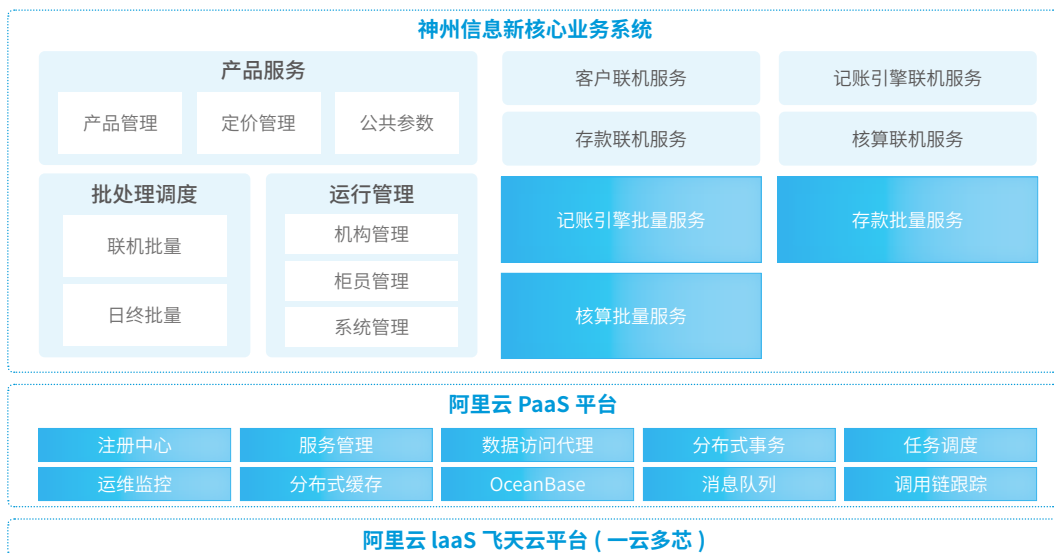 神州信息新核心业务系统
产品服务
产品管理
定价管理
公共参数
批处理调度
联机批量
日终批量
运行管理
机构管理
柜员管理
系统管理
客户联机服务
记账引擎联机服务
存款联机服务
核算联机服务
记账引擎批量服务
存款批量服务
核算批量服务
阿里云 PaaS 平台
注册中心
服务管理
数据访问代理
分布式事务
任务调度
运维监控
分布式缓存
OceanBase
消息队列
调用链跟踪
阿里云 laaS 飞天云平台 ( 一云多芯 )